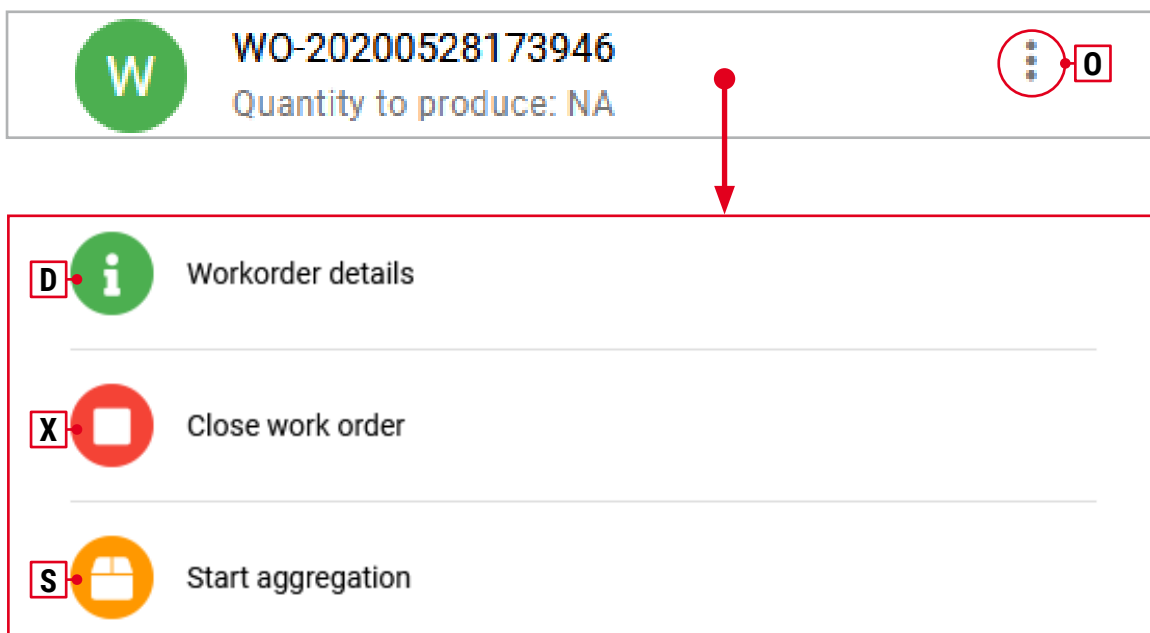 W
WO-20200528173946
Quantity to produce: NA
O
D
Workorder details
X
Close work order
S
Start aggregation